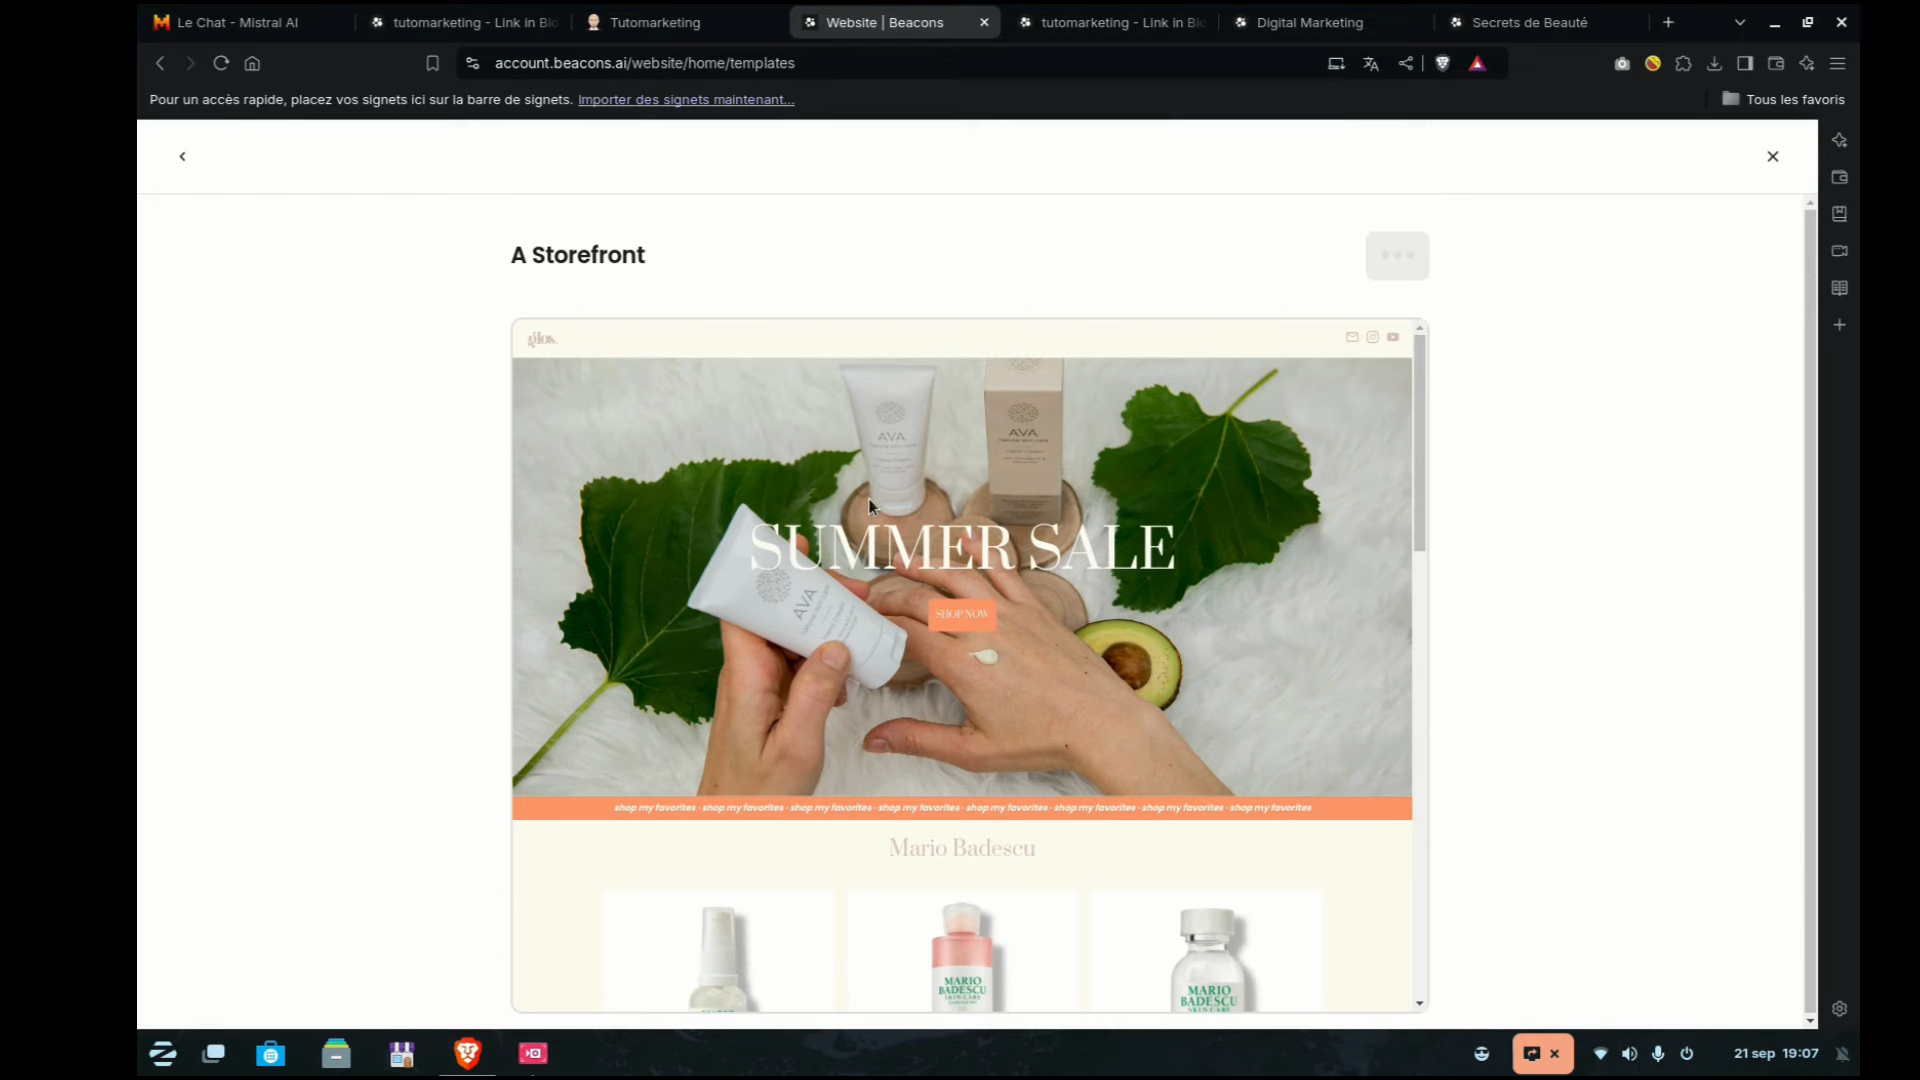 Le Chat - Mistral AI
tutomarketing - Link in Bio
Tutomarketing
Website | Beacons
tutomarketing - Link in Bio
Digital Marketing
Secrets de Beauté
account.beacons.ai/website/home/templates
Pour un accès rapide, placez vos signets ici sur la barre de signets. Importer des signets maintenant...
Tous les favoris
A Storefront
glos.
AVA
AVA
SUMMER SALE
AVA
SHOP NOW
shop my favorites · shop my favorites · shop my favorites · shop my favorites · shop my favorites · shop my favorites · shop my favorites · shop my favorites
Mario Badescu
MARIO
BADESCU
SKIN CARE
MARIO
BADESCU
SKIN CARE
21 sep 19:07